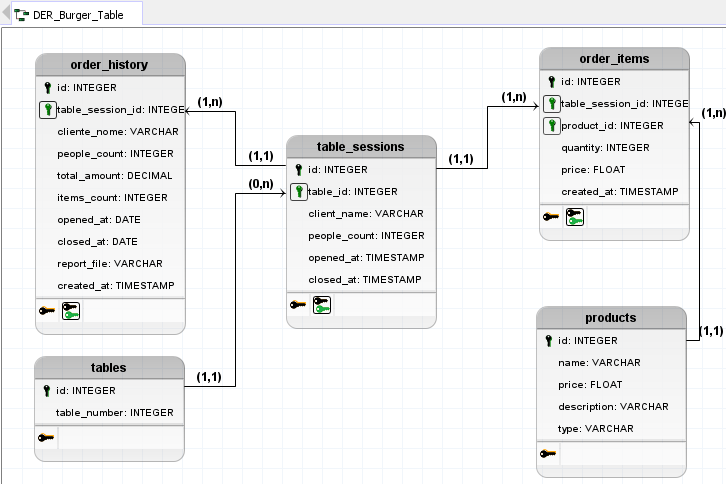 DER_Burger_Table
order_history
id: INTEGER
table_session_id: INTEGE
cliente_nome: VARCHAR
people_count: INTEGER
total_amount: DECIMAL
items_count: INTEGER
opened_at: DATE
closed_at: DATE
report_file: VARCHAR
created_at: TIMESTAMP
(1,n)
(1,1)
(0,n)
table_sessions
id: INTEGER
table_id: INTEGER
client_name: VARCHAR
people_count: INTEGER
opened_at: TIMESTAMP
closed_at: TIMESTAMP
(1,1)
(1,n)
order_items
id: INTEGER
table_session_id: INTEGE
product_id: INTEGER
quantity: INTEGER
price: FLOAT
created_at: TIMESTAMP
(1,n)
tables
id: INTEGER
table_number: INTEGER
(1,1)
products
id: INTEGER
name: VARCHAR
price: FLOAT
description: VARCHAR
type: VARCHAR
(1,1)